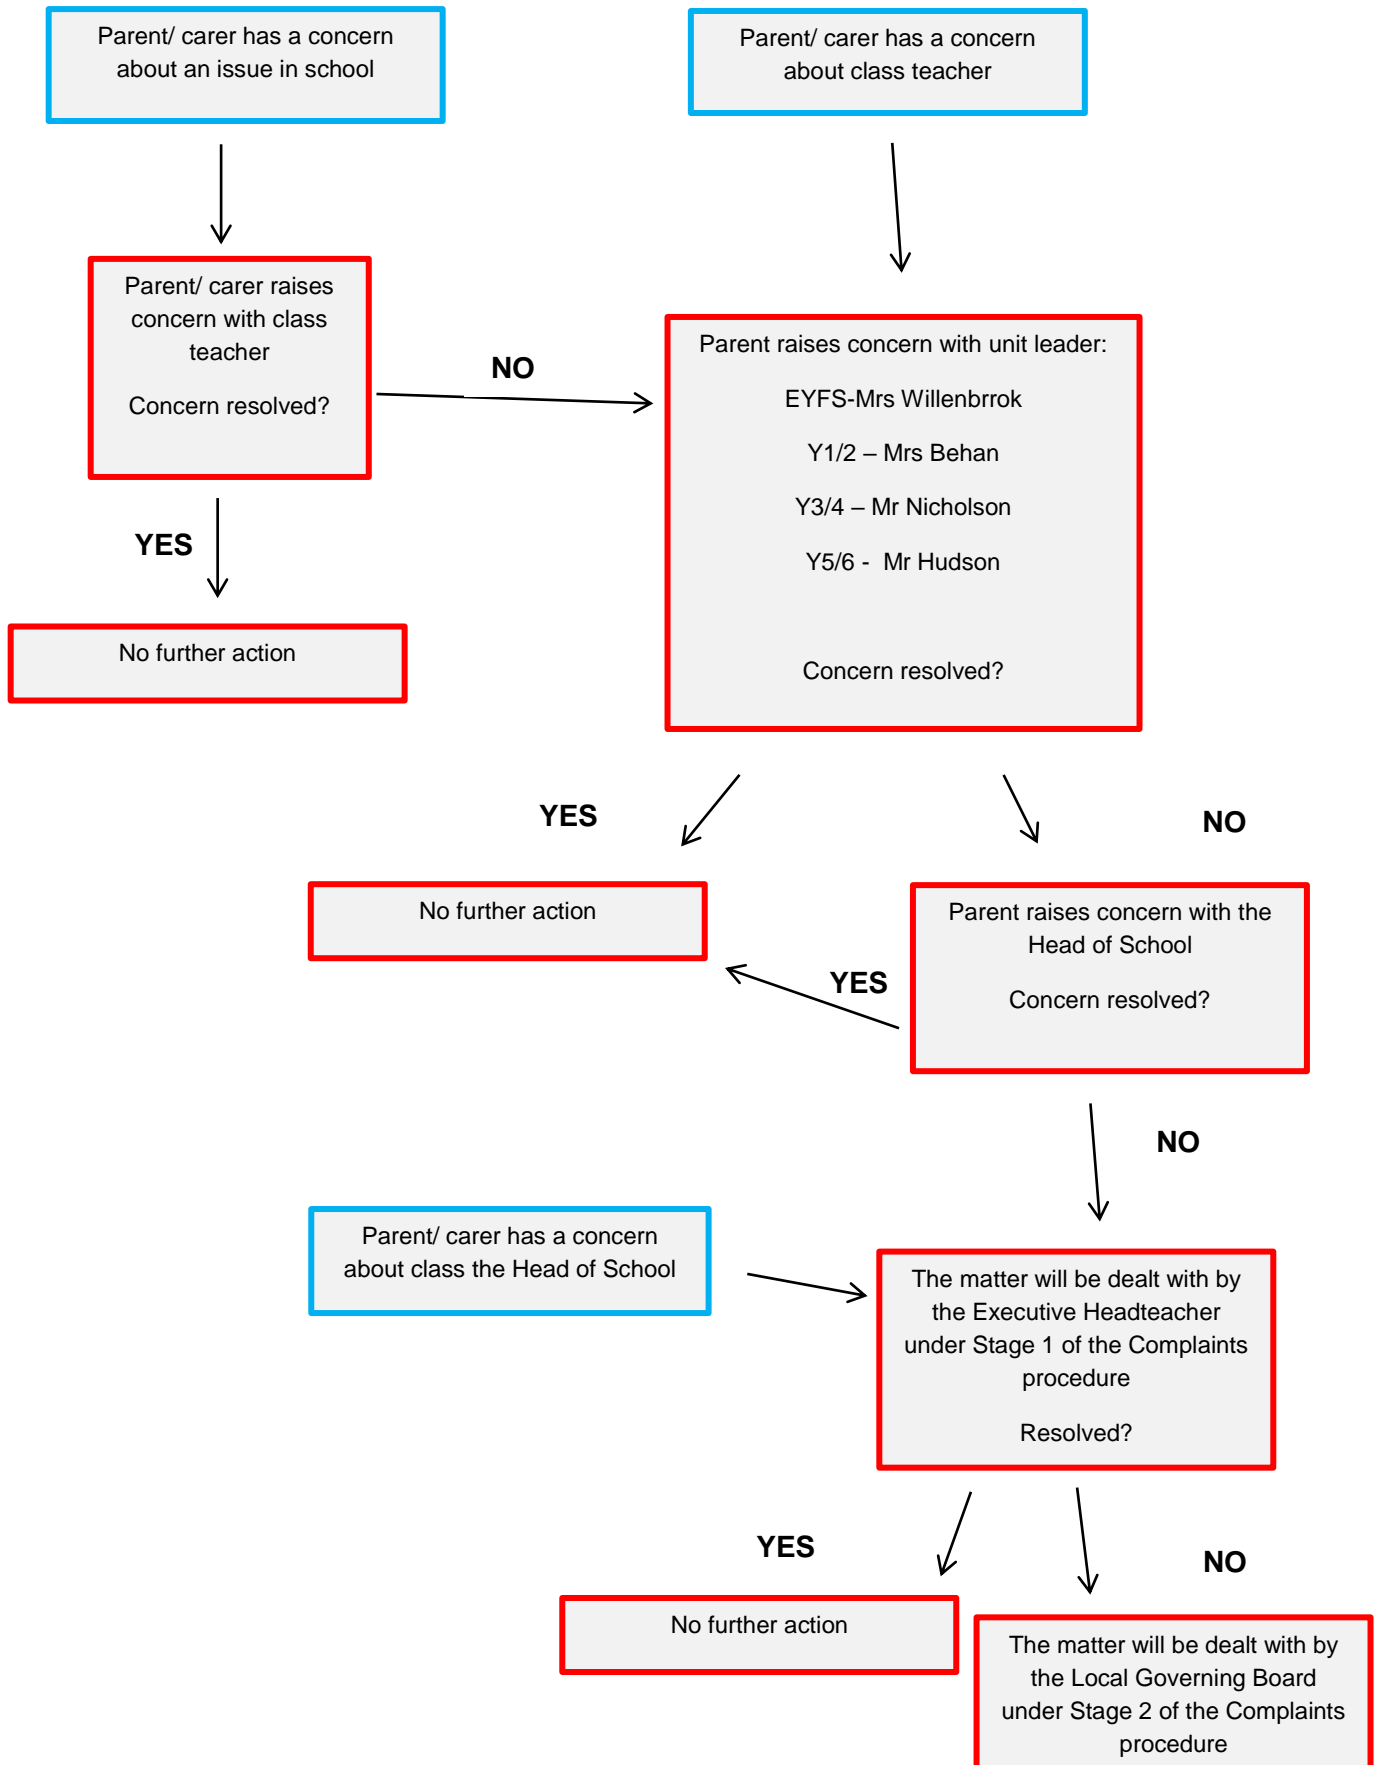 Parent/ carer has a concern
about an issue in school
Parent/ carer has a concern
about class teacher
Parent/ carer raises
concern with class
teacher
Concern resolved?
NO
Parent raises concern with unit leader:
EYFS-Mrs Willenbrrok
Y1/2 – Mrs Behan
Y3/4 – Mr Nicholson
Y5/6 -  Mr Hudson
Concern resolved?
YES
No further action
YES
NO
No further action
Parent raises concern with the
Head of School
Concern resolved?
YES
NO
Parent/ carer has a concern
about class the Head of School
The matter will be dealt with by
the Executive Headteacher
under Stage 1 of the Complaints
procedure
Resolved?
YES
NO
No further action
The matter will be dealt with by
the Local Governing Board
under Stage 2 of the Complaints
procedure